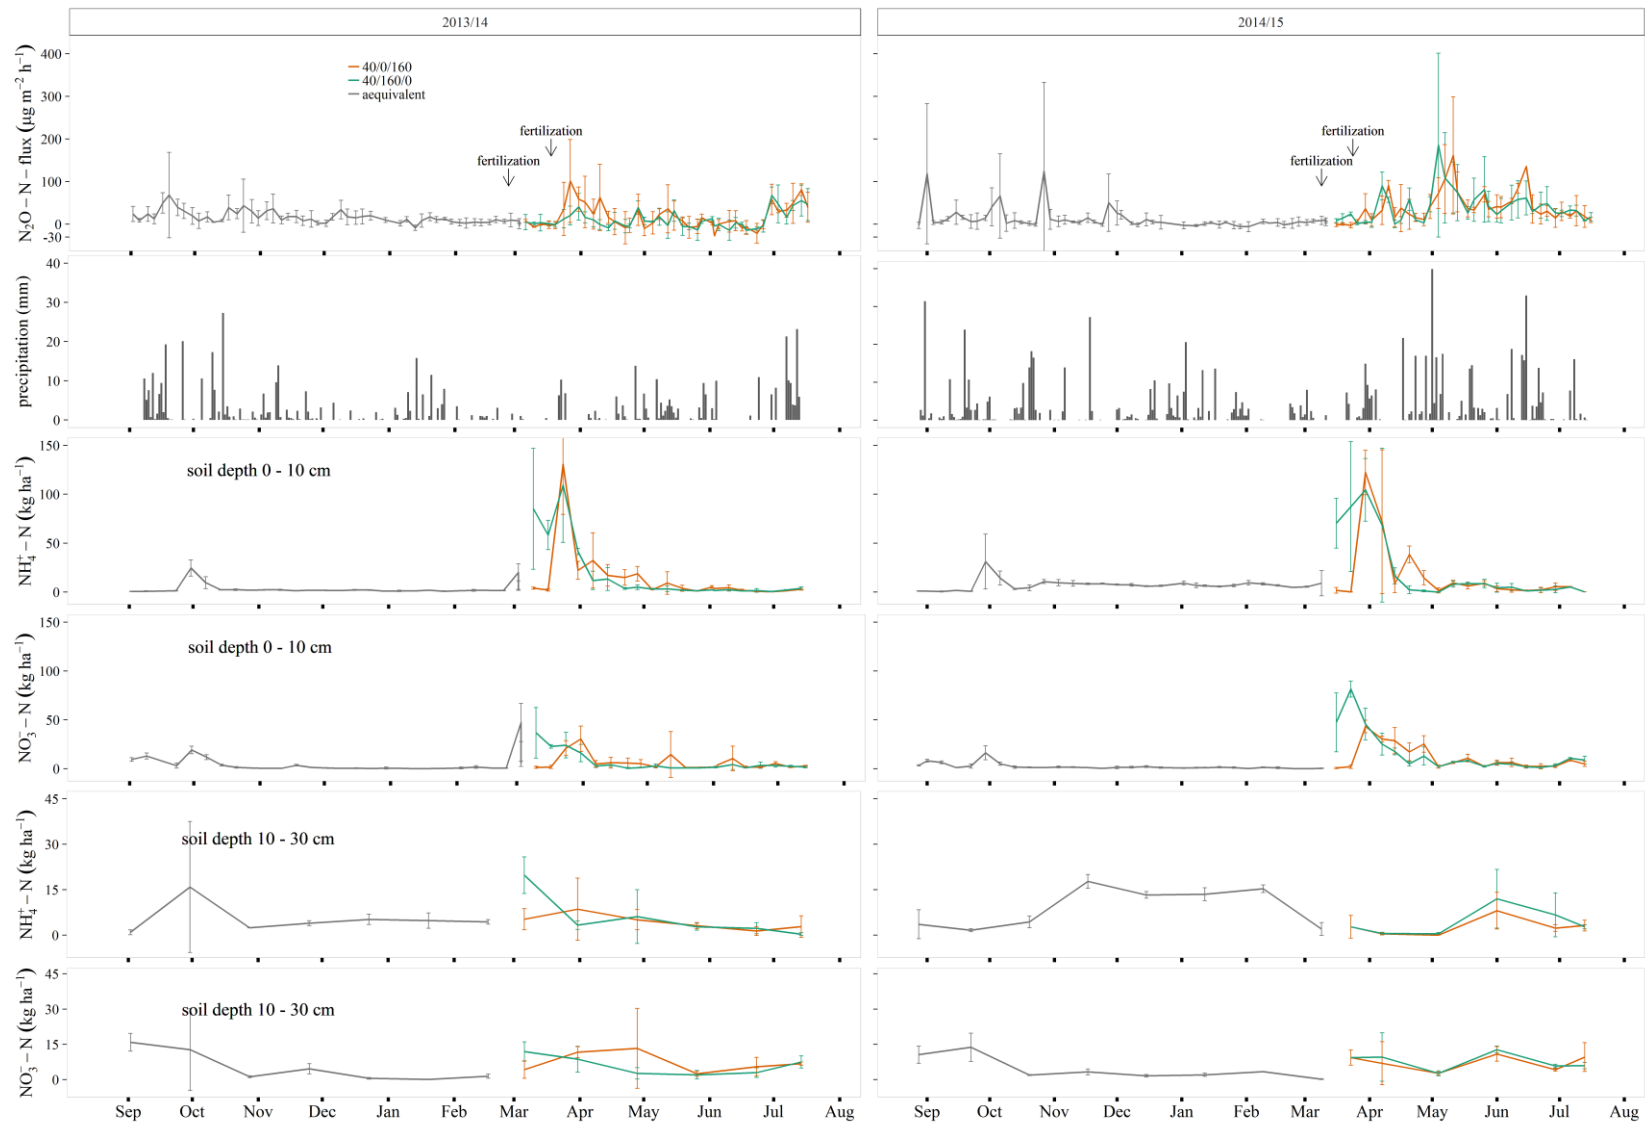 2013/14
2014/15
N₂O – N – flux (µg m⁻² h⁻¹)
400
300
200
100
0
-30
40/0/160
40/160/0
aequivalent
fertilization
fertilization
fertilization
fertilization
precipitation (mm)
40
30
20
10
0
NH₄⁺ – N (kg ha⁻¹)
150
100
50
0
soil depth 0 - 10 cm
NO₃⁻ – N (kg ha⁻¹)
150
100
50
0
soil depth 0 - 10 cm
NH₄⁺ – N (kg ha⁻¹)
45
30
15
0
soil depth 10 - 30 cm
NO₃⁻ – N (kg ha⁻¹)
45
30
15
0
soil depth 10 - 30 cm
Sep Oct Nov Dec Jan Feb Mar Apr May Jun Jul Aug
Sep Oct Nov Dec Jan Feb Mar Apr May Jun Jul Aug